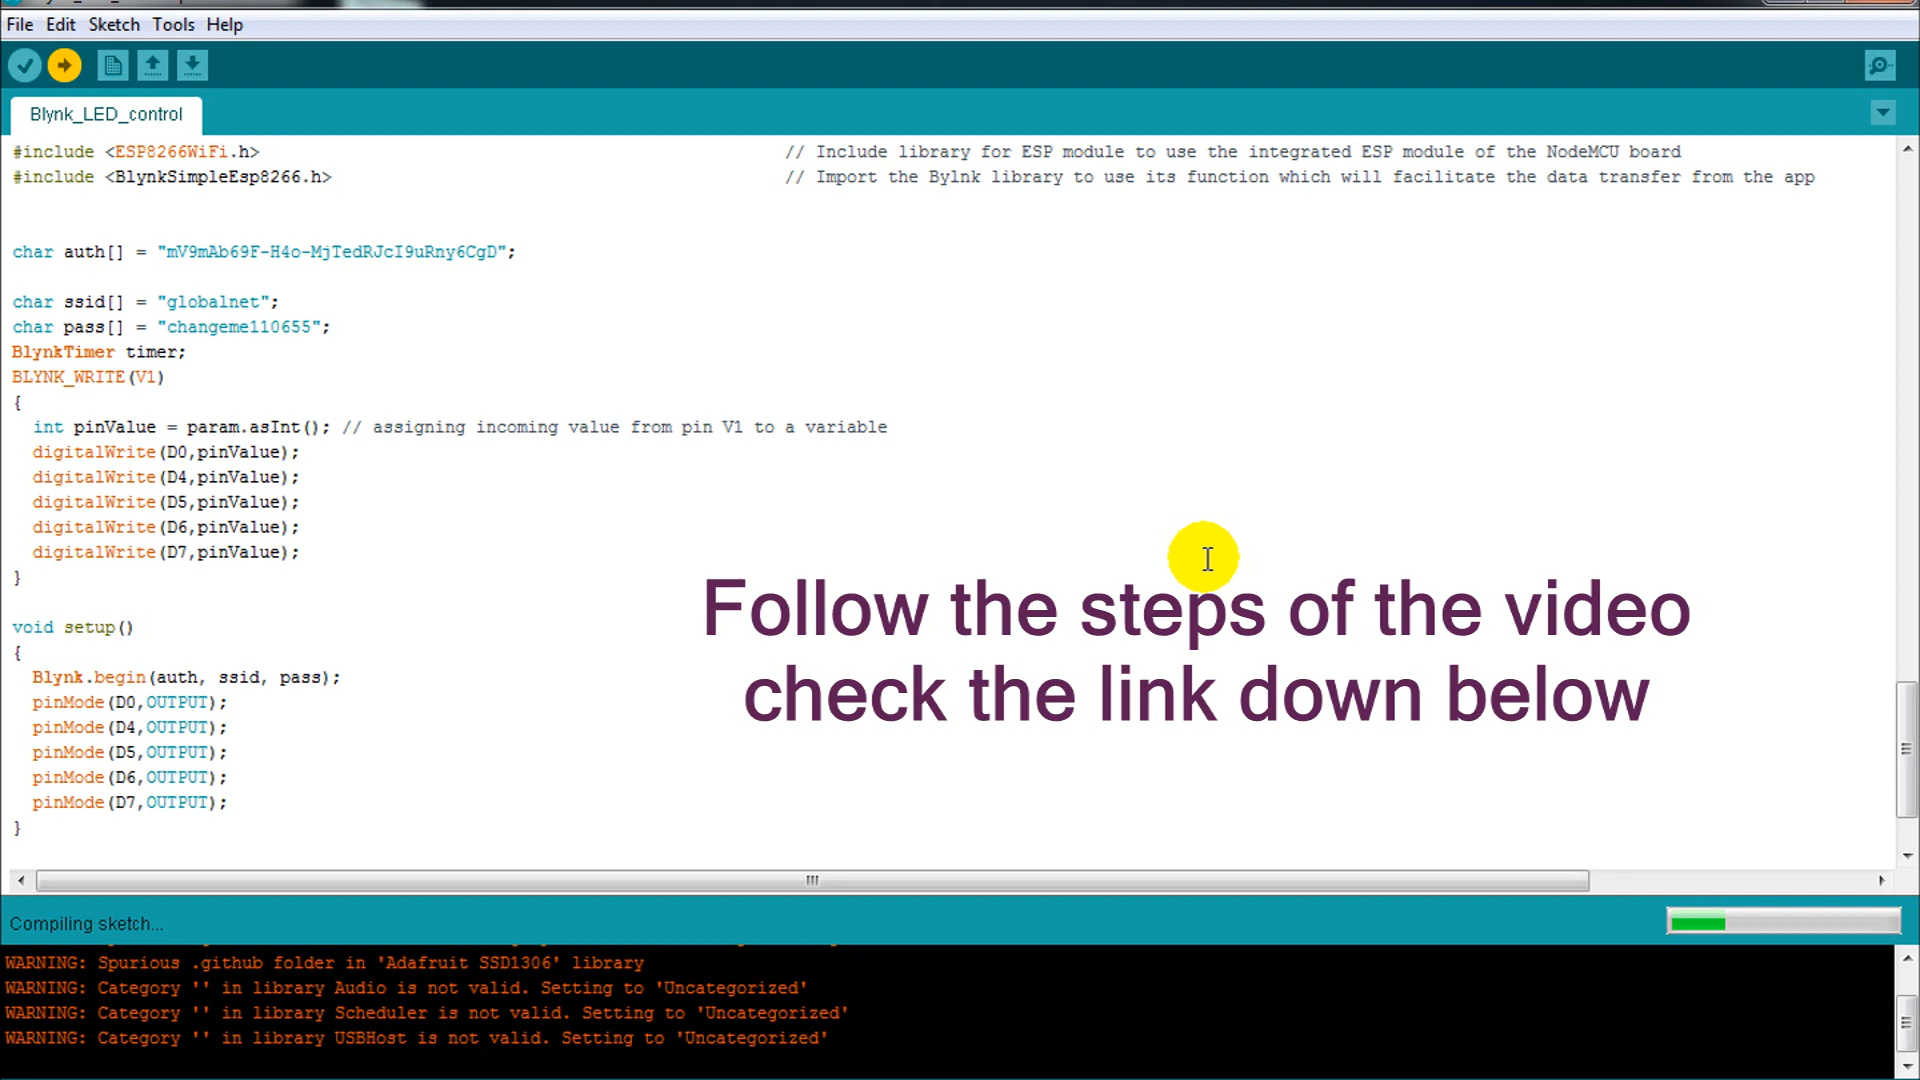 File Edit Sketch Tools Help
Blynk_LED_control
#include <ESP8266WiFi.h> // Include library for ESP module to use the integrated ESP module of the NodeMCU board
#include <BlynkSimpleEsp8266.h> // Import the Bylnk library to use its function which will facilitate the data transfer from the app
char auth[] = "mV9mAb69F-H4o-MjTedRJcI9uRny6CgD";
char ssid[] = "globalnet";
char pass[] = "changeme110655";
BlynkTimer timer;
BLYNK_WRITE(V1)
{
int pinValue = param.asInt(); // assigning incoming value from pin V1 to a variable
digitalWrite(D0,pinValue);
digitalWrite(D4,pinValue);
digitalWrite(D5,pinValue);
digitalWrite(D6,pinValue);
digitalWrite(D7,pinValue);
}
void setup()
{
Blynk.begin(auth, ssid, pass);
pinMode(D0,OUTPUT);
pinMode(D4,OUTPUT);
pinMode(D5,OUTPUT);
pinMode(D6,OUTPUT);
pinMode(D7,OUTPUT);
}
Follow the steps of the video
check the link down below
Compiling sketch...
WARNING: Spurious .github folder in 'Adafruit SSD1306' library
WARNING: Category '' in library Audio is not valid. Setting to 'Uncategorized'
WARNING: Category '' in library Scheduler is not valid. Setting to 'Uncategorized'
WARNING: Category '' in library USBHost is not valid. Setting to 'Uncategorized'